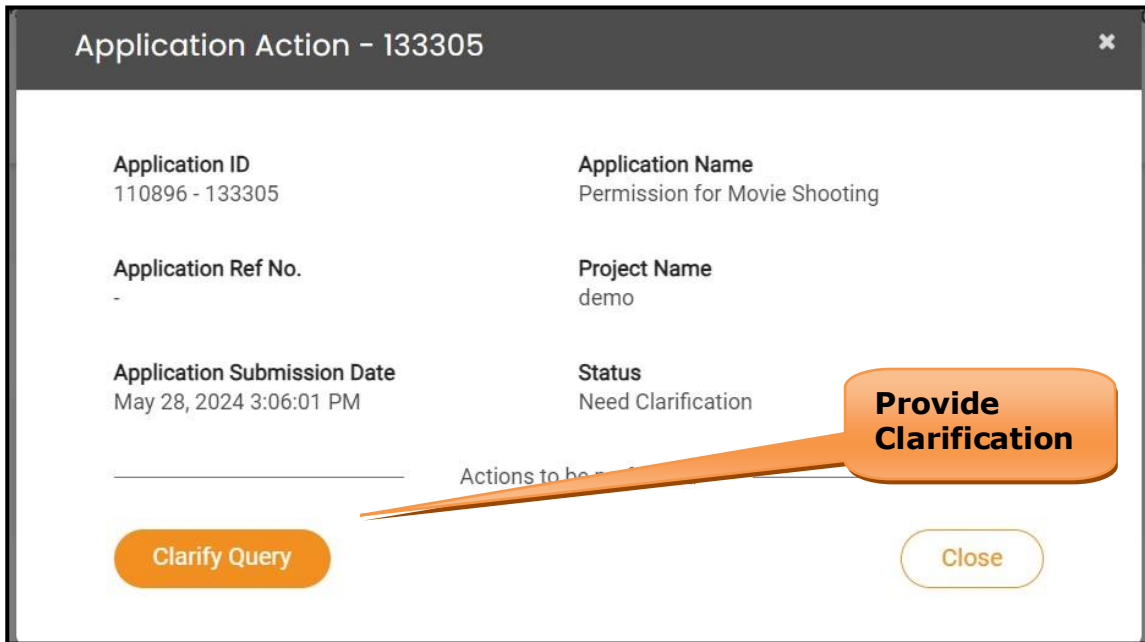 Application Action - 133305
Application ID
110896 - 133305
Application Name
Permission for Movie Shooting
Application Ref No.
-
Project Name
demo
Application Submission Date
May 28, 2024 3:06:01 PM
Status
Need Clarification
Provide
Clarification
Actions to be
Clarify Query
Close